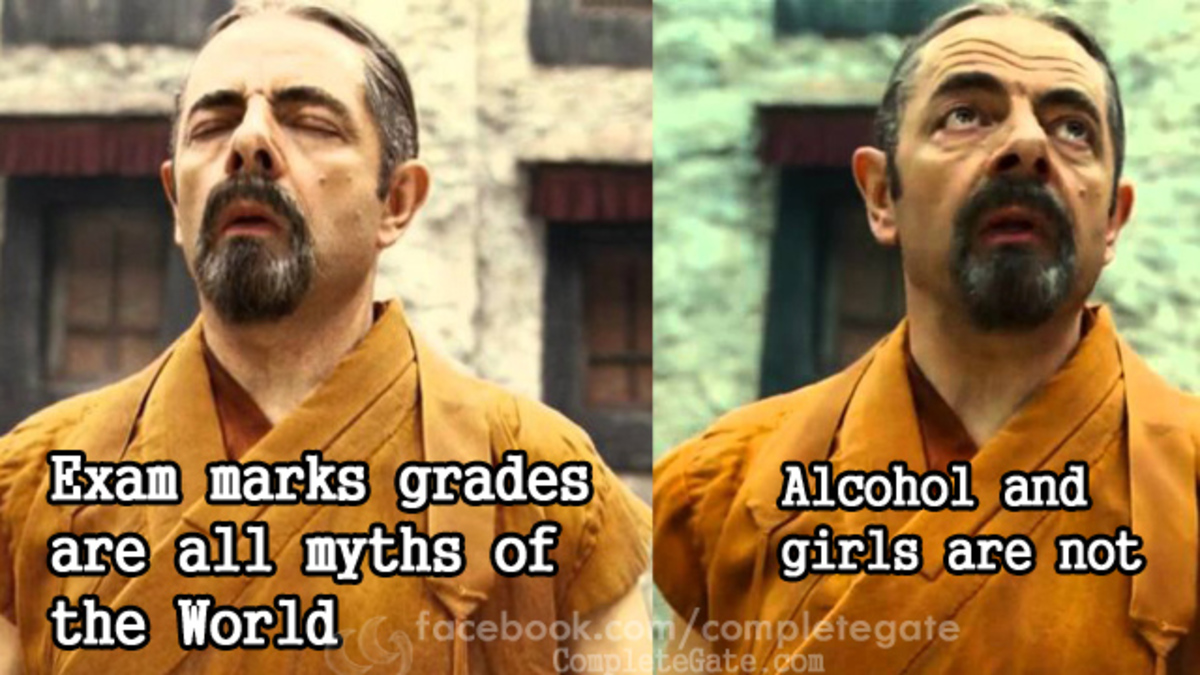 Exam marks grades
are all myths of
the World
Alcohol and
girls are not
facebook.com/completegate
CompleteGate.com